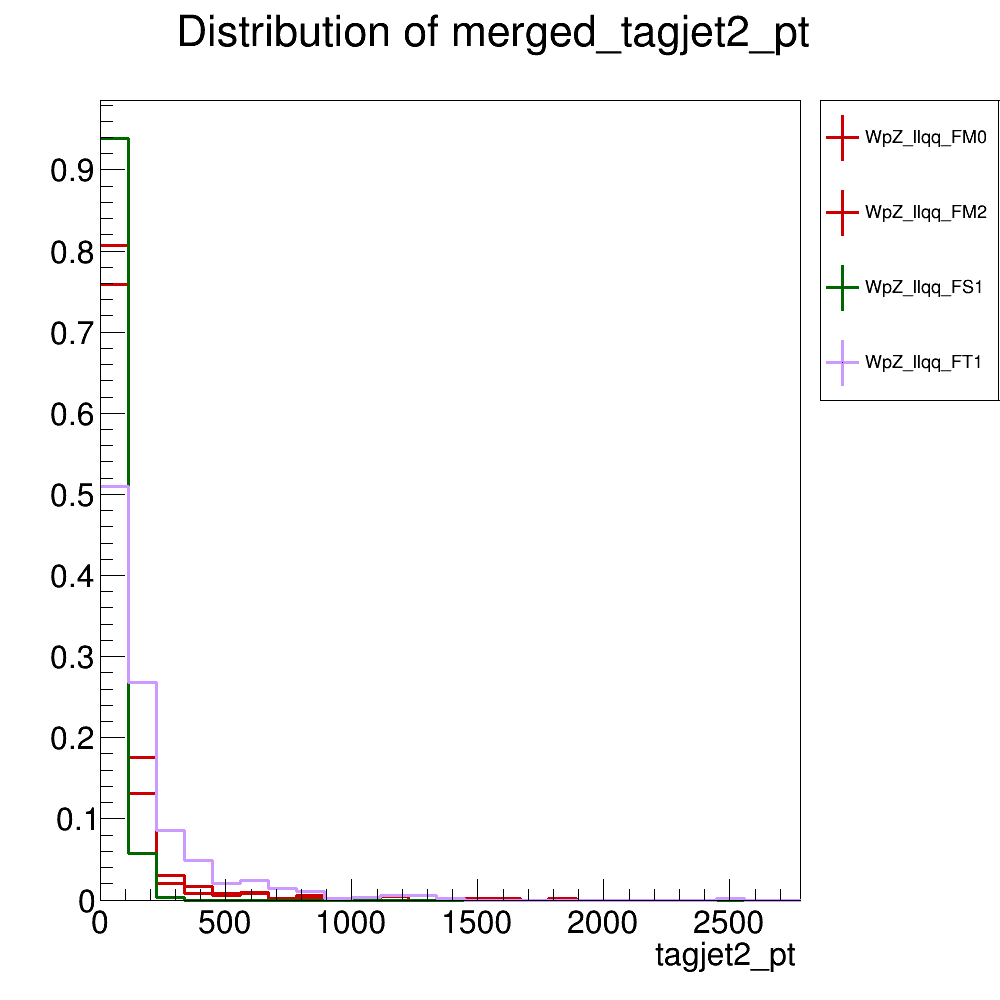 Distribution of merged_tagjet2_pt
WpZ_llqq_FM0
WpZ_llqq_FM2
WpZ_llqq_FS1
WpZ_llqq_FT1
0.9
0.8
0.7
0.6
0.5
0.4
0.3
0.2
0.1
0
0 500 1000 1500 2000 2500
tagjet2_pt